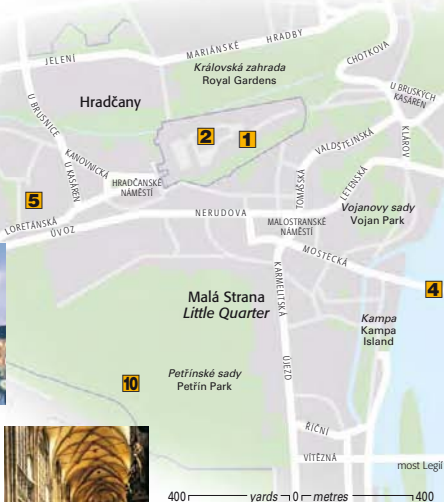 JELENÍ
MARIÁNSKÉ HRADBY
CHOTKOVA
Královská zahrada
Royal Gardens
U BRUSNICE
Hradčany
U BRUSKÝCH
KASÁREN
2
1
VALDŠTEJNSKÁ
KLÁROV
KANOVNICKÁ
U KASÁREN
HRADČANSKÉ
NÁMĚSTÍ
TOMÁŠSKÁ
LETENSKÁ
5
Vojanovy sady
Vojan Park
LORETÁNSKÁ
ÚVOZ
NERUDOVA
MALOSTRANSKÉ
NÁMĚSTÍ
MOSTECKÁ
4
KARMELITSKÁ
Malá Strana
Little Quarter
Kampa
Kampa
Island
ÚJEZD
Petřínské sady
Petřín Park
10
ŘÍČNÍ
VÍTĚZNÁ
most Legií
400 yards 0 metres 400